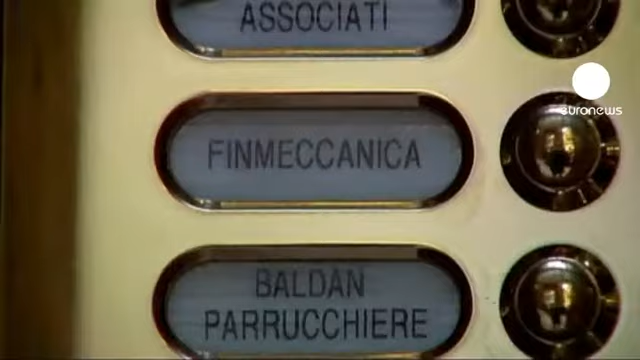 ASSOCIATI
euronews
FINMECCANICA
BALDAN
PARRUCCHIERE